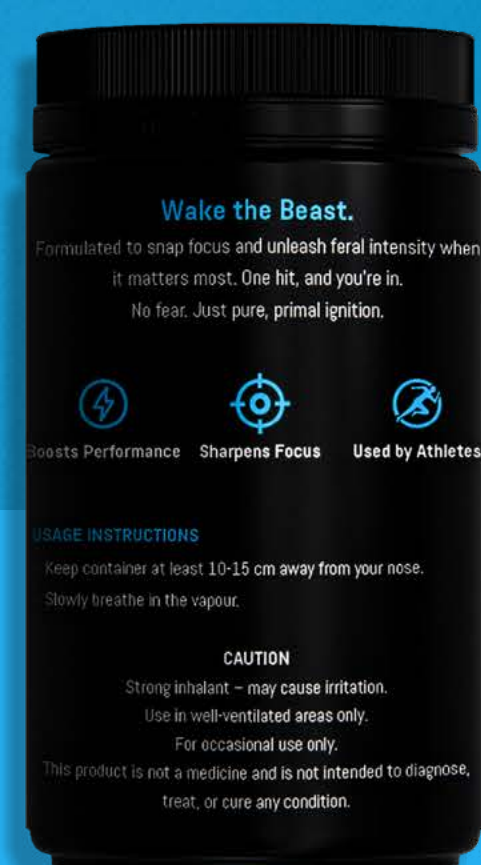 Wake the Beast.
Formulated to snap focus and unleash feral intensity when
it matters most. One hit, and you're in.
No fear. Just pure, primal ignition.
Boosts Performance Sharpens Focus Used by Athletes
USAGE INSTRUCTIONS
Keep container at least 10-15 cm away from your nose.
Slowly breathe in the vapour.
CAUTION
Strong inhalant – may cause irritation.
Use in well-ventilated areas only.
For occasional use only.
This product is not a medicine and is not intended to diagnose,
treat, or cure any condition.